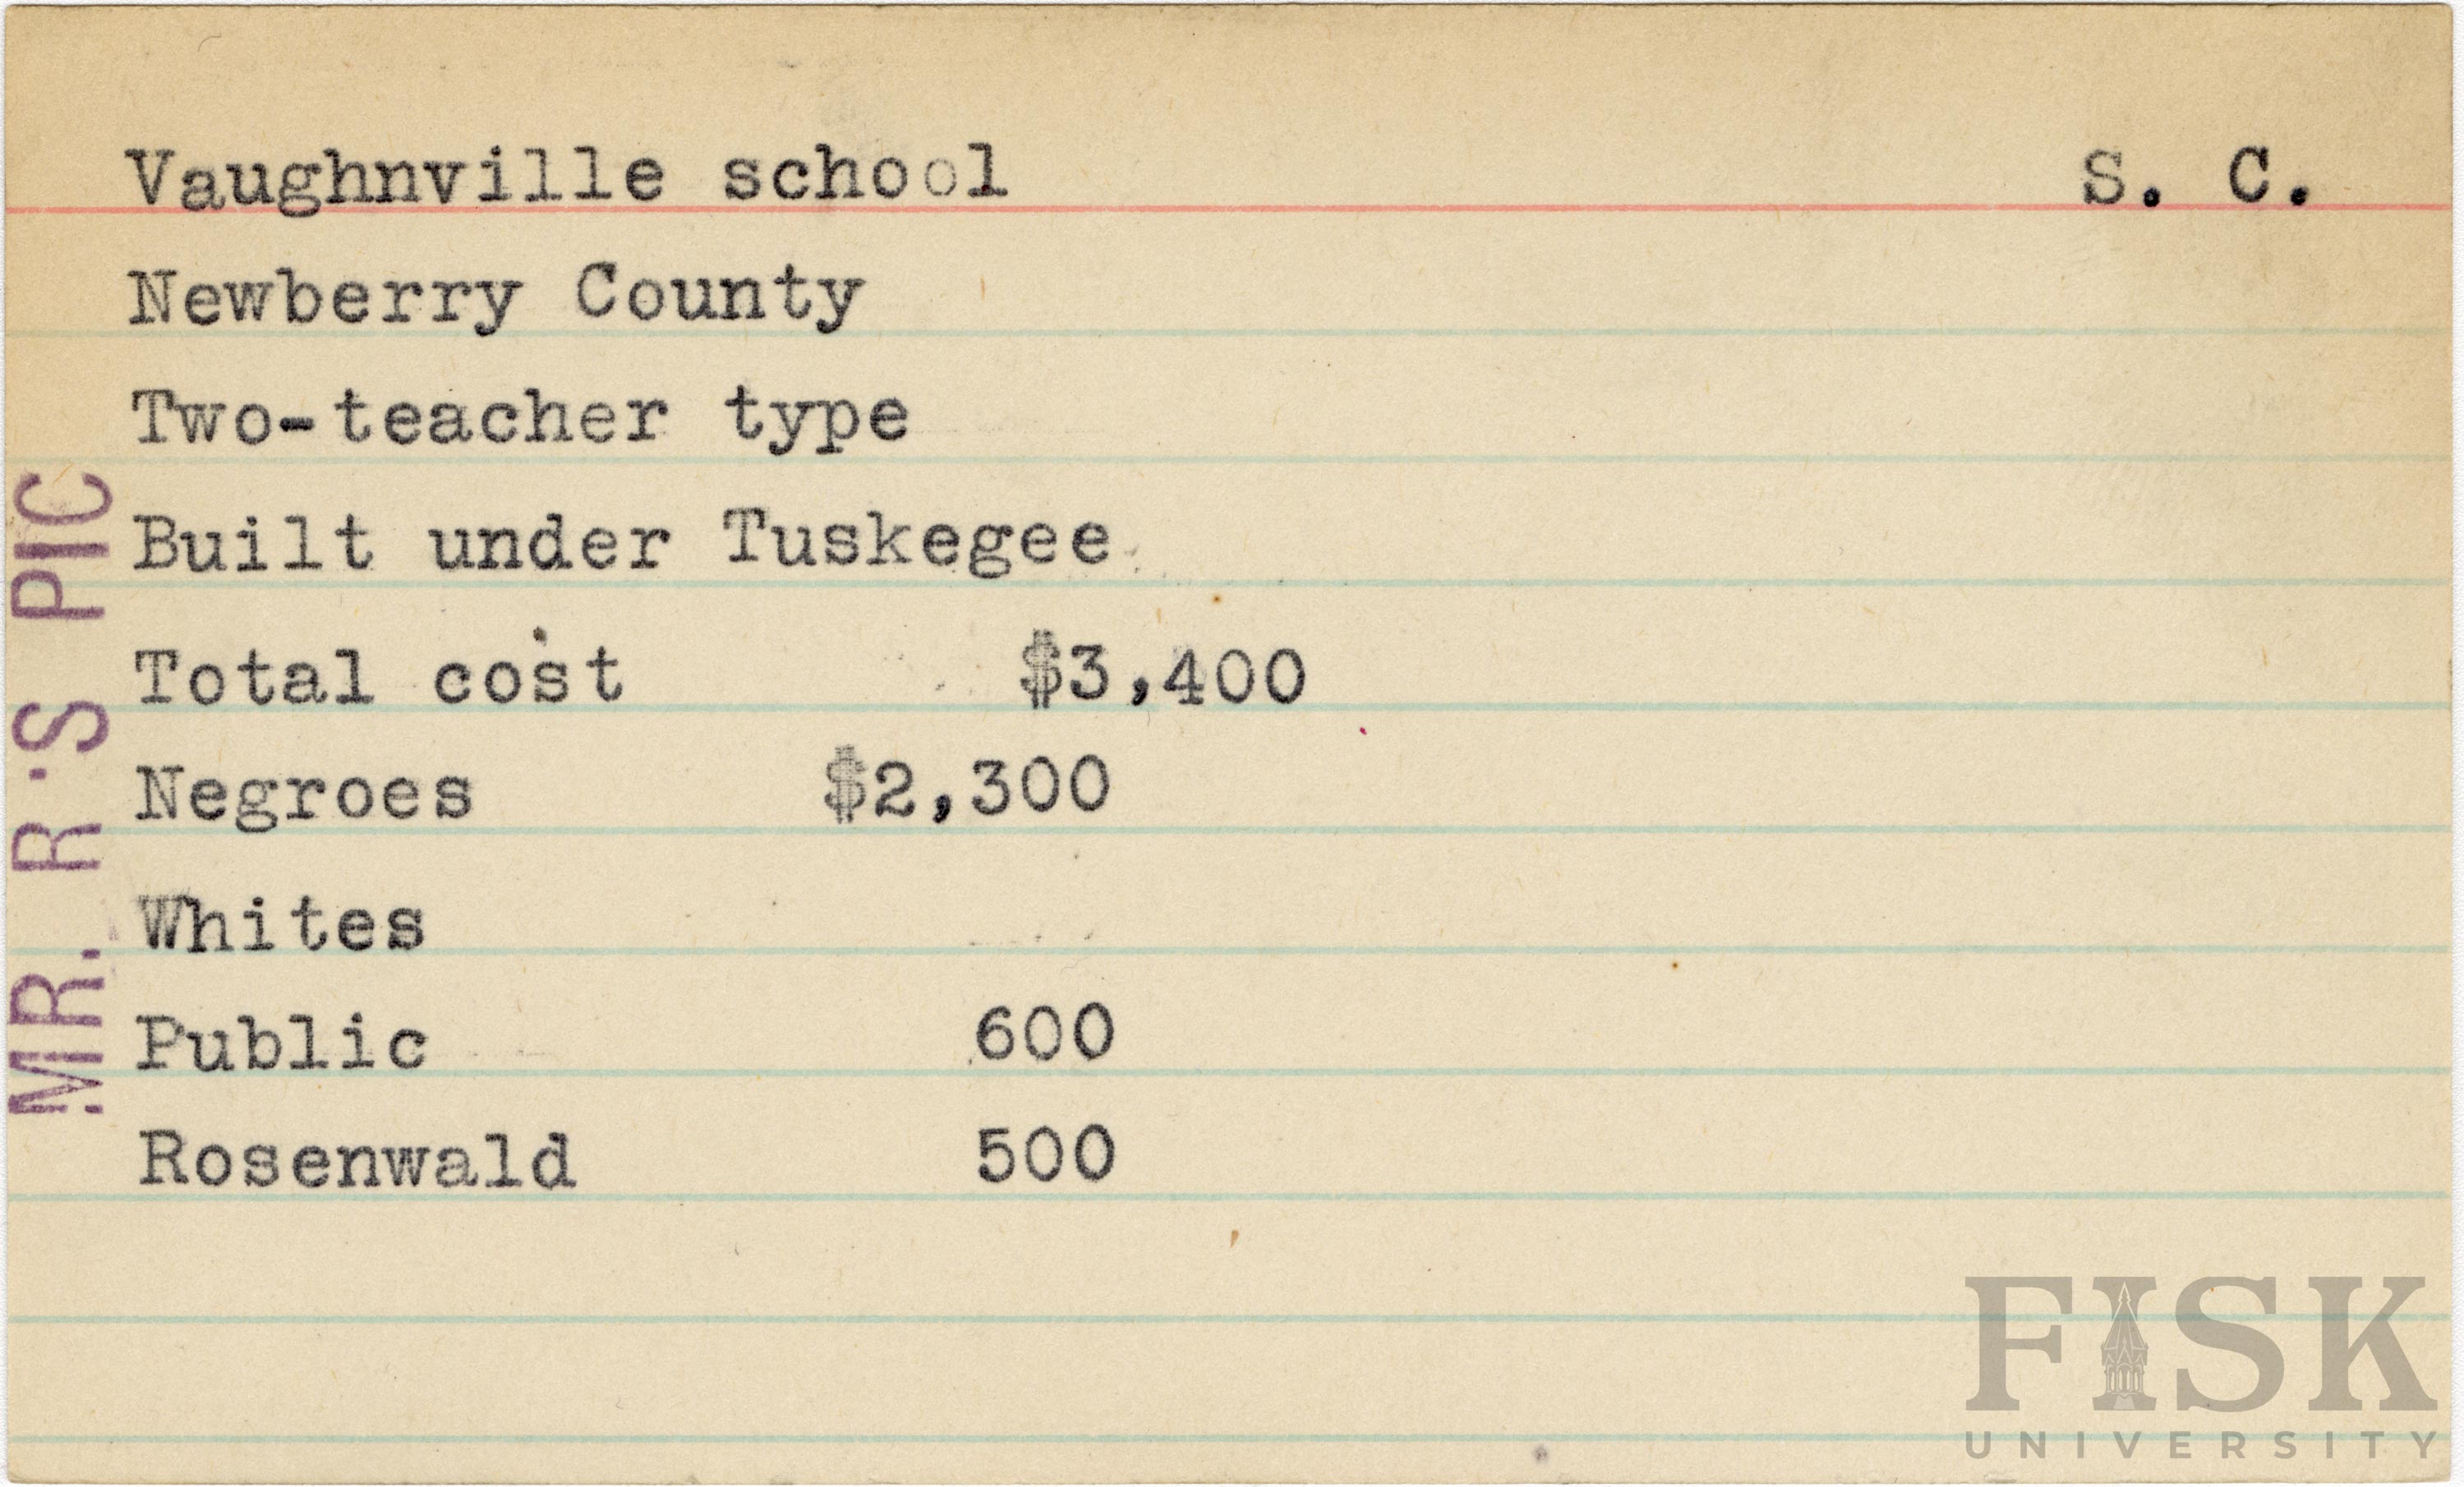 Vaughnville school S. C.
Newberry County
Two-teacher type
Built under Tuskegee
Total cost $3,400
Negroes $2,300
Whites
Public 600
Rosenwald 500
MR. R'S PIC
FISK
UNIVERSITY